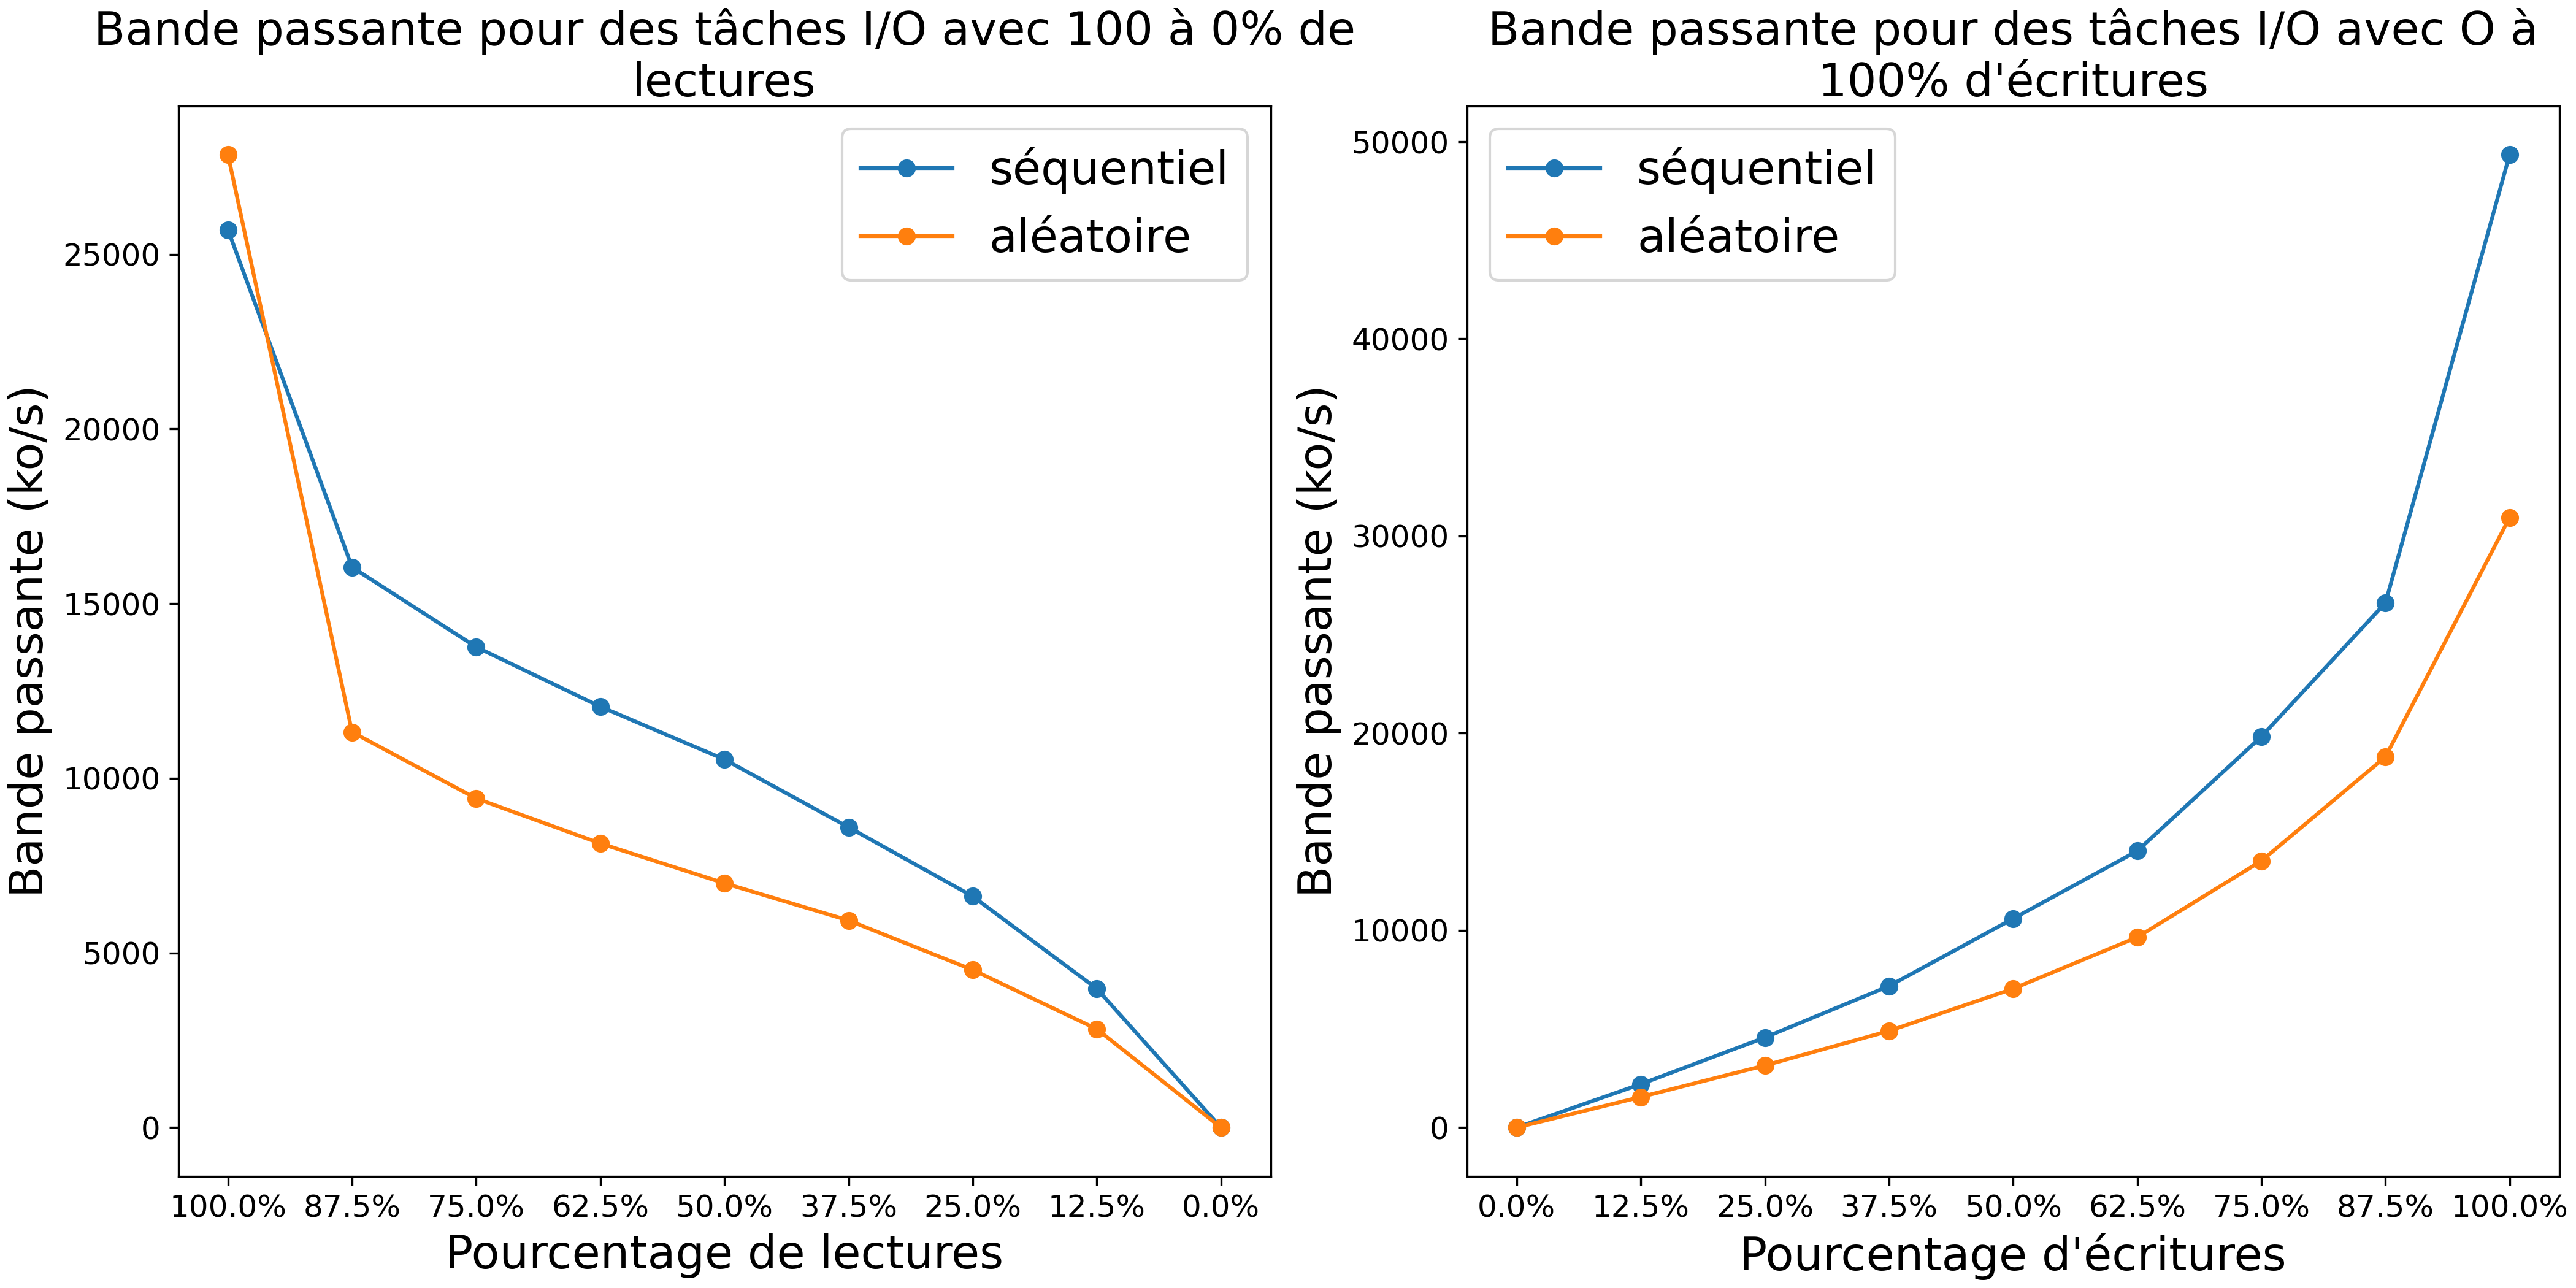 Bande passante pour des tâches I/O avec 100 à 0% de
lectures
séquentiel
aléatoire
Bande passante (ko/s)
25000
20000
15000
10000
5000
0
100.0% 87.5% 75.0% 62.5% 50.0% 37.5% 25.0% 12.5% 0.0%
Pourcentage de lectures
Bande passante pour des tâches I/O avec O à
100% d'écritures
séquentiel
aléatoire
Bande passante (ko/s)
50000
40000
30000
20000
10000
0
0.0% 12.5% 25.0% 37.5% 50.0% 62.5% 75.0% 87.5% 100.0%
Pourcentage d'écritures